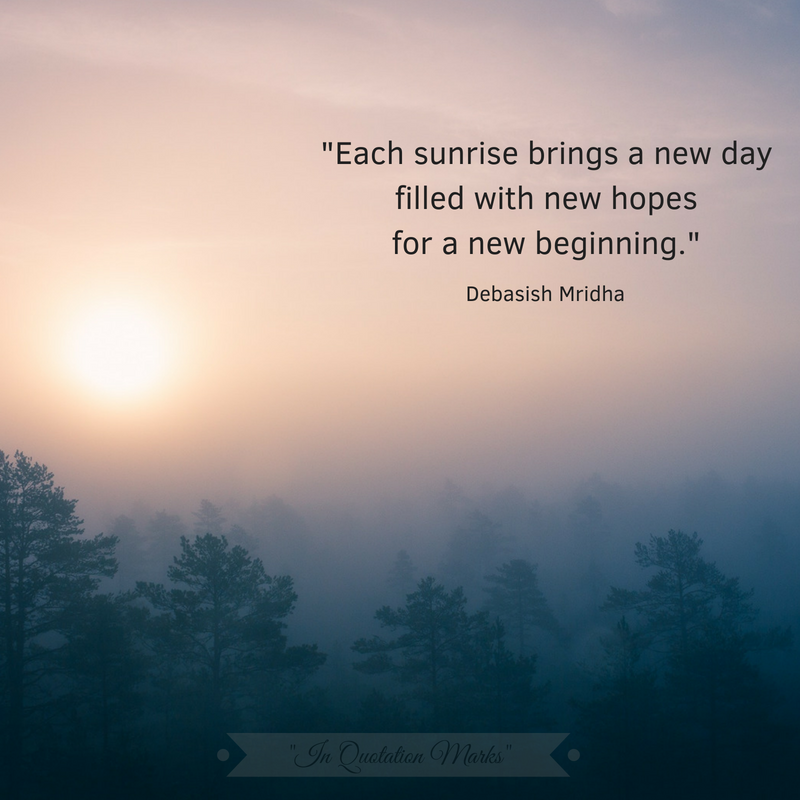 "Each sunrise brings a new day
filled with new hopes
for a new beginning."
Debasish Mridha
"In Quotation Marks"